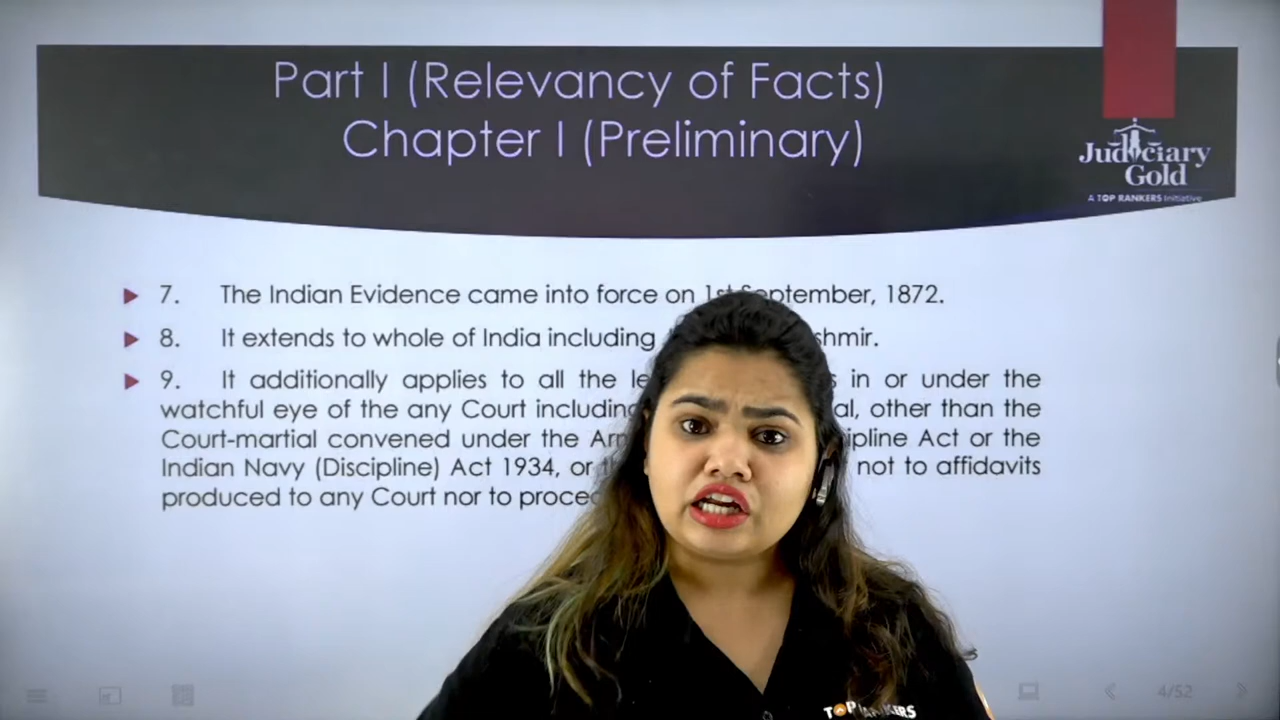 Part I (Relevancy of Facts)
Chapter I (Preliminary)
Judiciary
Gold
A TOP RANKERS Initiative
7. The Indian Evidence came into force on 1st September, 1872.
8. It extends to whole of India including shmir.
9. It additionally applies to all the le in or under the
watchful eye of the any Court including al, other than the
Court-martial convened under the Ar ipline Act or the
Indian Navy (Discipline) Act 1934, or not to affidavits
produced to any Court nor to proce
4/52
TOP RANKERS